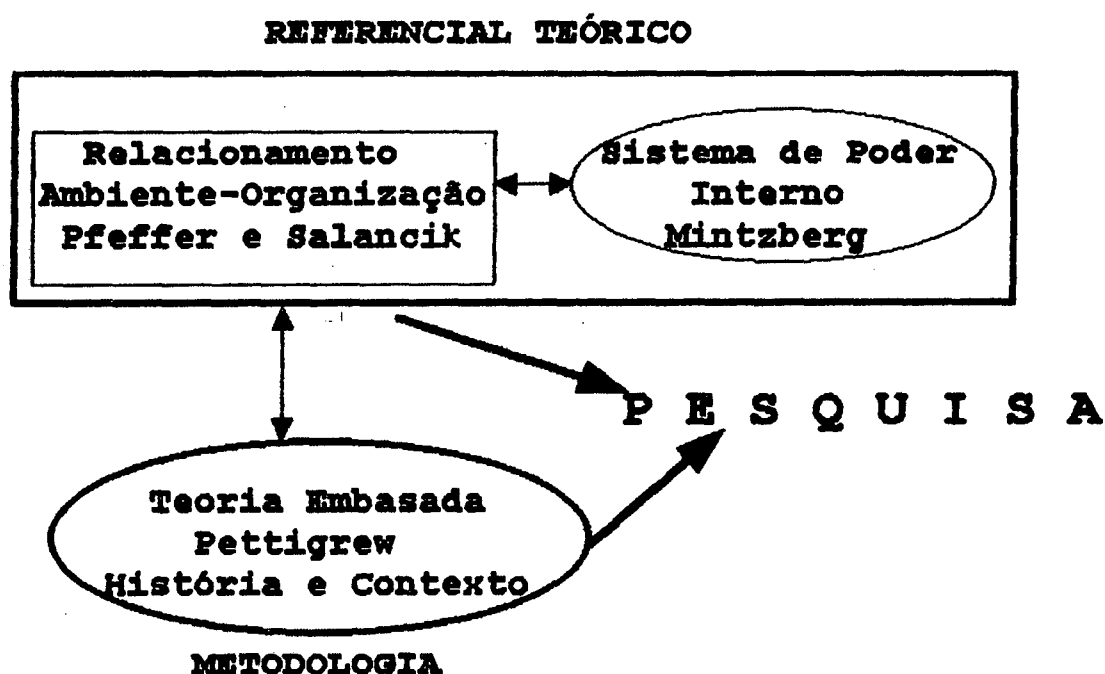 REFERENCIAL TEÓRICO
Relacionamento
Ambiente-Organização
Pfeffer e Salancik
Sistema de Poder
Interno
Mintzberg
P E S Q U I S A
Teoria Embasada
Pettigrew
História e Contexto
METODOLOGIA